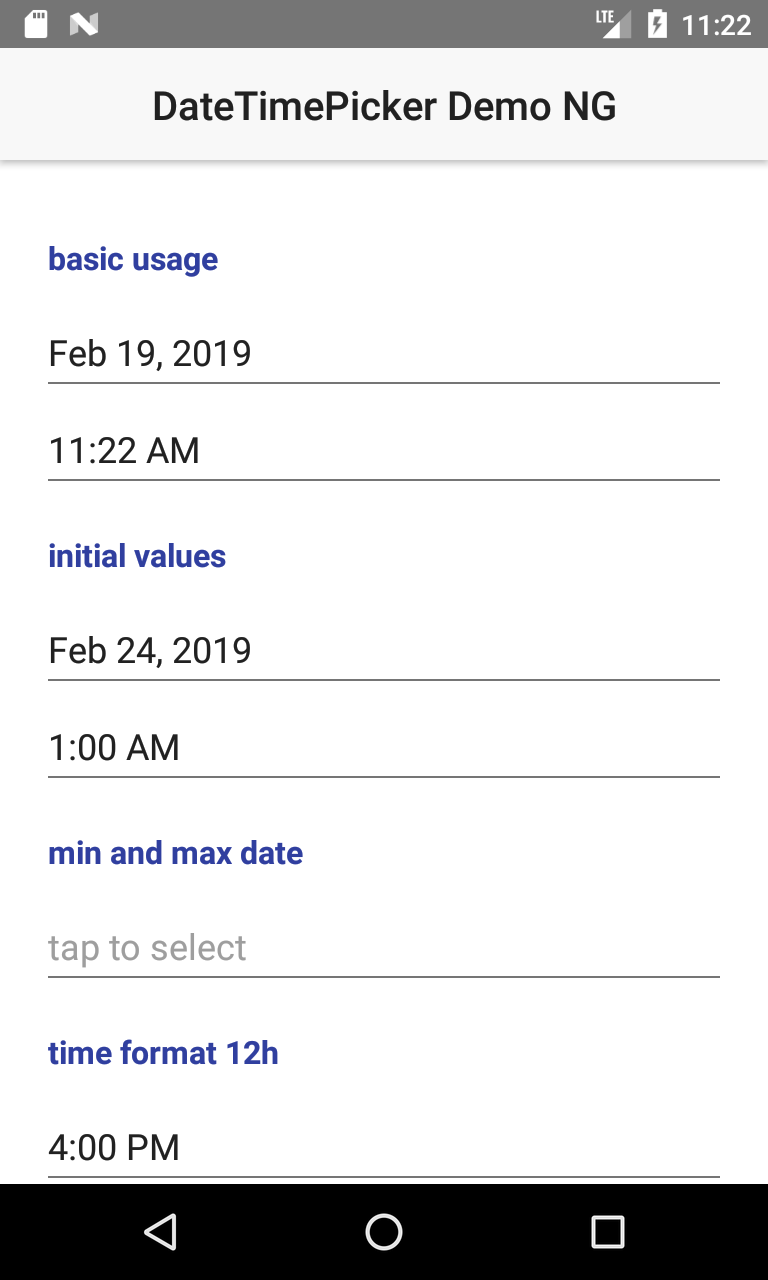 LTE 11:22
DateTimePicker Demo NG
basic usage
Feb 19, 2019
11:22 AM
initial values
Feb 24, 2019
1:00 AM
min and max date
tap to select
time format 12h
4:00 PM